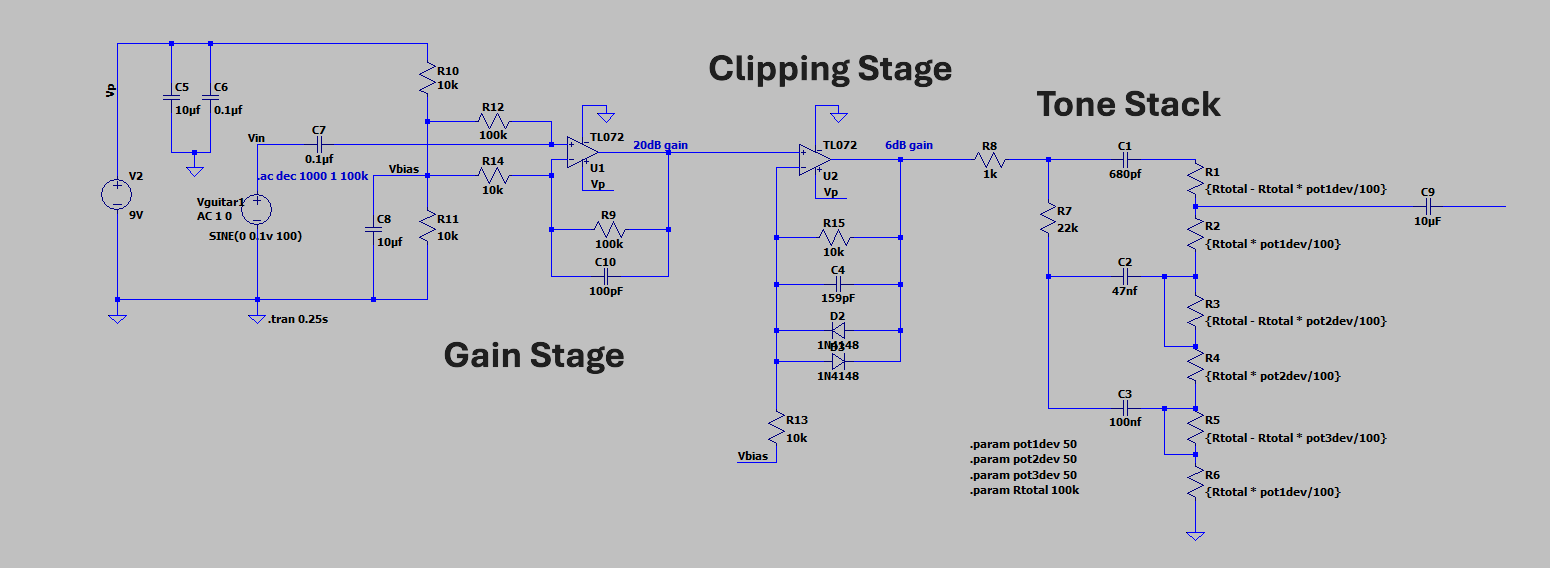 Clipping Stage
Tone Stack
Gain Stage
Vp
C5
10µf
C6
0.1µf
R10
10k
R12
100k
Vin
C7
0.1µf
.ac dec 1000 1 100k
Vbias
R14
10k
TL072
U1
Vp
20dB gain
V2
9V
Vguitar1
AC 1 0
SINE(0 0.1v 100)
C8
10µf
R11
10k
R9
100k
C10
100pF
.tran 0.25s
TL072
U2
Vp
6dB gain
R15
10k
C4
159pF
D2
1N4148
D3
1N4148
R13
10k
Vbias
R8
1k
R7
22k
C1
680pf
R1
{Rtotal - Rtotal * pot1dev/100}
C9
10µF
R2
{Rtotal * pot1dev/100}
C2
47nf
R3
{Rtotal - Rtotal * pot2dev/100}
R4
{Rtotal * pot2dev/100}
C3
100nf
R5
{Rtotal - Rtotal * pot3dev/100}
R6
{Rtotal * pot1dev/100}
.param pot1dev 50
.param pot2dev 50
.param pot3dev 50
.param Rtotal 100k